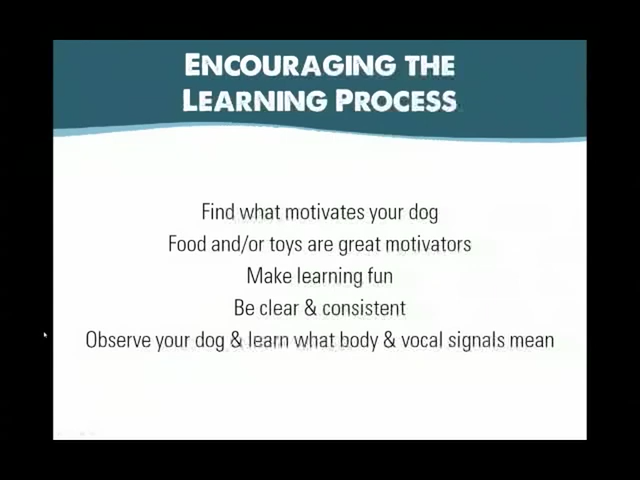 ENCOURAGING THE
LEARNING PROCESS
Find what motivates your dog
Food and/or toys are great motivators
Make learning fun
Be clear & consistent
Observe your dog & learn what body & vocal signals mean